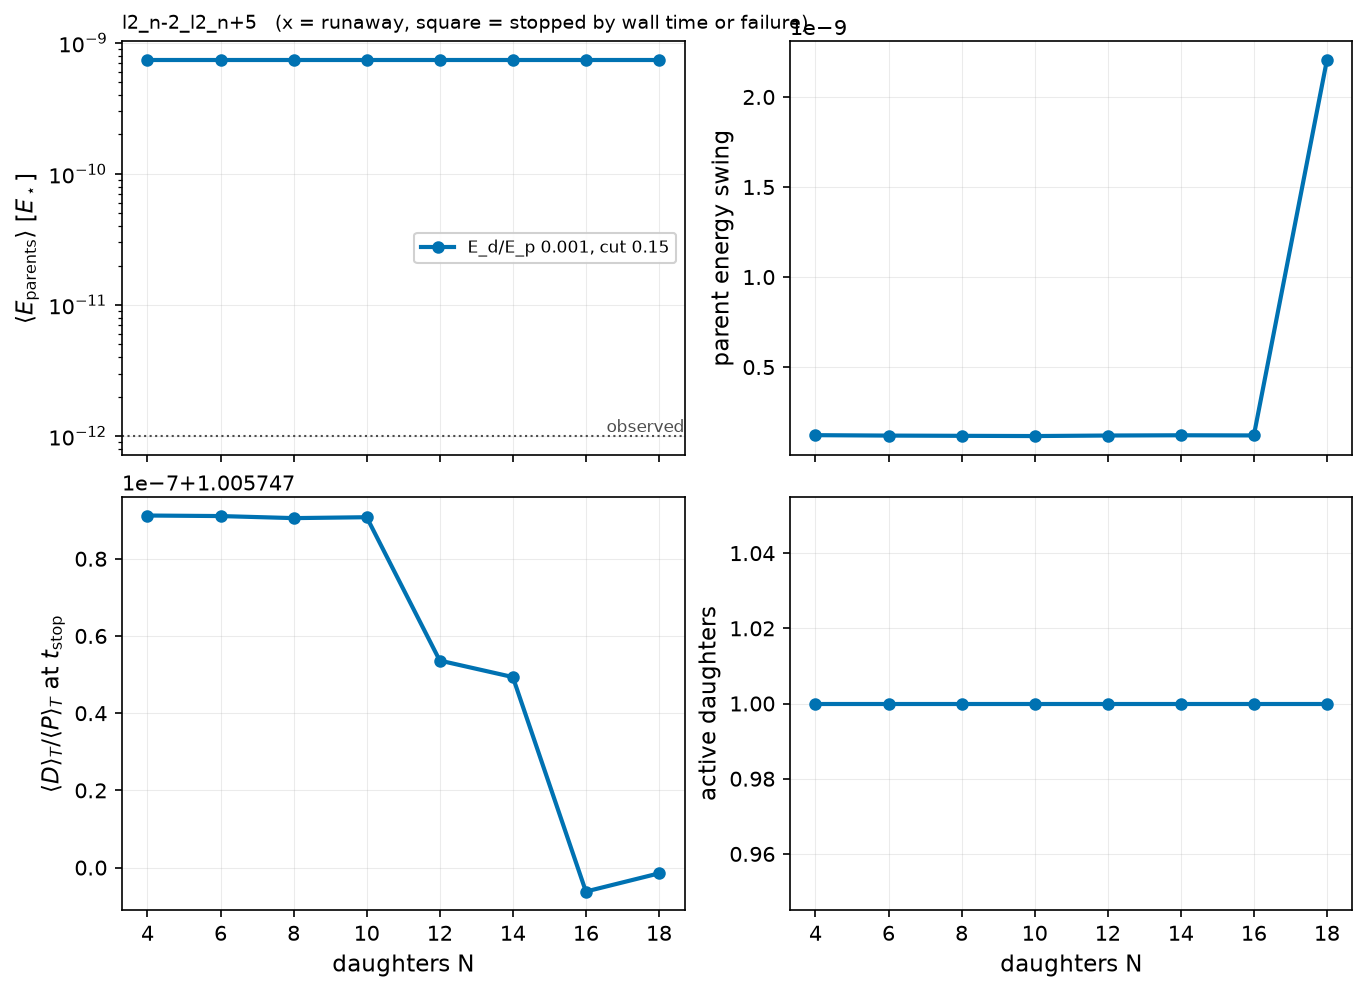 l2_n-2_l2_n+5   (x = runaway, square = stopped by wall time or failure)
1e−9
10⁻⁹
10⁻¹⁰
10⁻¹¹
10⁻¹²
⟨E_parents⟩ [E_⋆]
E_d/E_p 0.001, cut 0.15
observed
2.0
1.5
1.0
0.5
parent energy swing
1e−7+1.005747
0.8
0.6
0.4
0.2
0.0
⟨D⟩_T/⟨P⟩_T at t_stop
4 6 8 10 12 14 16 18
daughters N
1.04
1.02
1.00
0.98
0.96
active daughters
4 6 8 10 12 14 16 18
daughters N